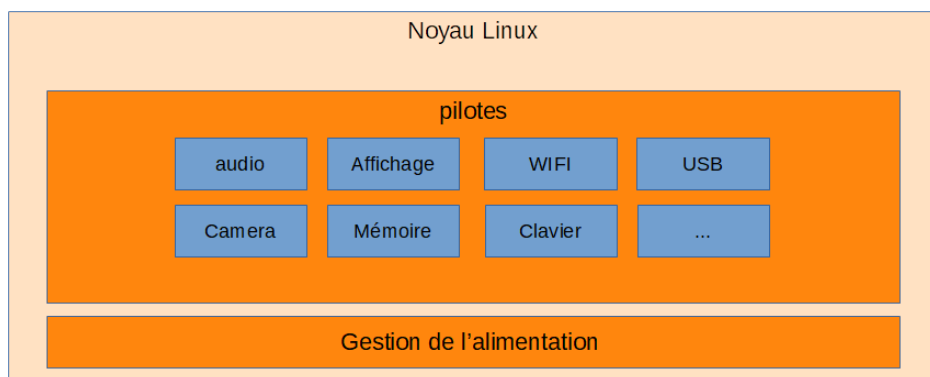 Noyau Linux
pilotes
audio Affichage WIFI USB
Camera Mémoire Clavier ...
Gestion de l'alimentation